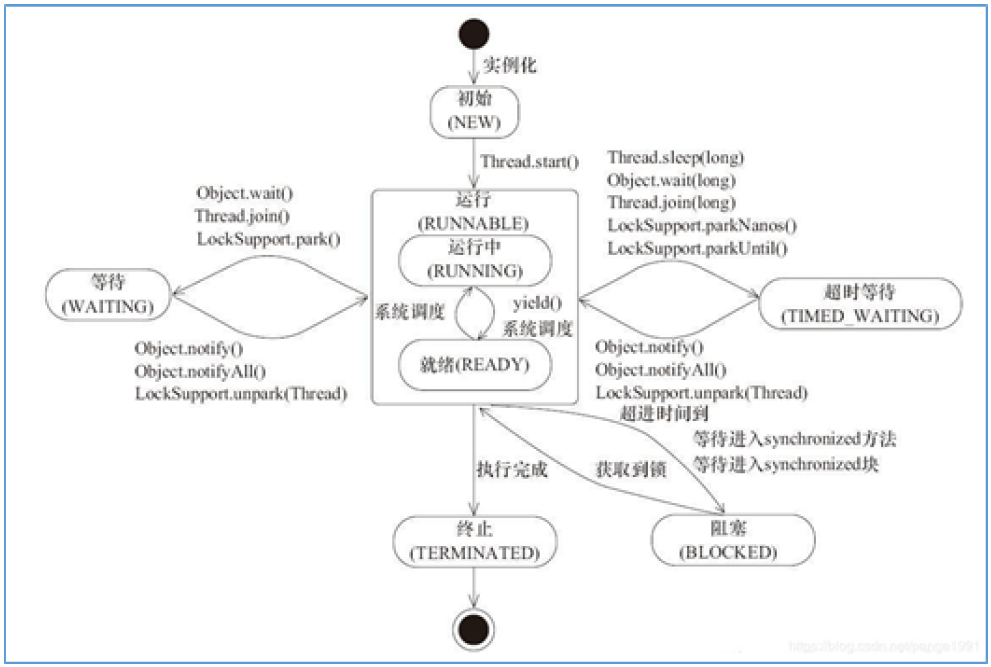 实例化
初始
(NEW)
Thread.start()
Object.wait()
Thread.join()
LockSupport.park()
Thread.sleep(long)
Object.wait(long)
Thread.join(long)
LockSupport.parkNanos()
LockSupport.parkUntil()
运行
(RUNNABLE)
运行中
(RUNNING)
系统调度
yield()
系统调度
就绪(READY)
等待
(WAITING)
超时等待
(TIMED_WAITING)
Object.notify()
Object.notifyAll()
LockSupport.unpark(Thread)
Object.notify()
Object.notifyAll()
LockSupport.unpark(Thread)
超进时间到
等待进入synchronized方法
等待进入synchronized块
执行完成
获取到锁
终止
(TERMINATED)
阻塞
(BLOCKED)
https://blog.csdn.net/pange1991